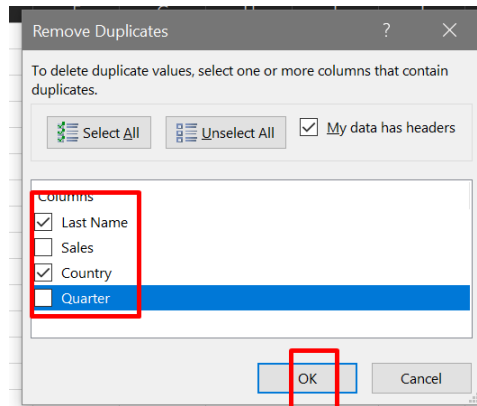 Remove Duplicates
?
To delete duplicate values, select one or more columns that contain
duplicates.
Select All
Unselect All
My data has headers
Columns
Last Name
Sales
Country
Quarter
OK
Cancel